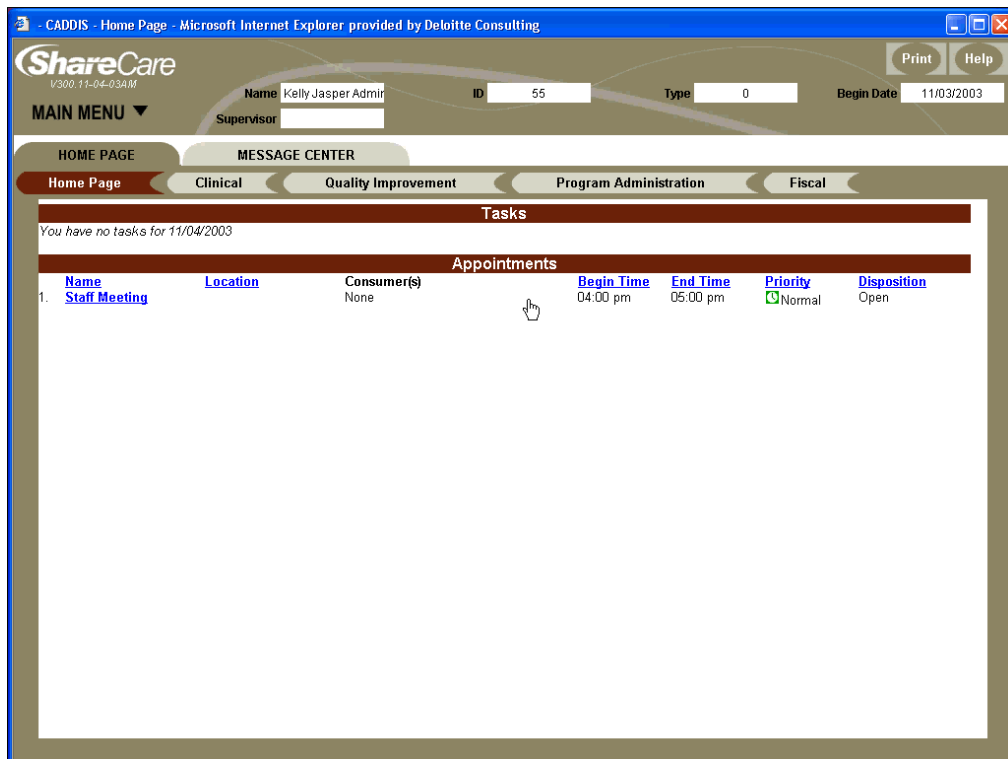 - CADDIS - Home Page - Microsoft Internet Explorer provided by Deloitte Consulting
ShareCare
Print Help
V300.11-04-03AM
Name Kelly Jasper Admir ID 55 Type 0 Begin Date 11/03/2003
MAIN MENU ▼
Supervisor
HOME PAGE MESSAGE CENTER
Home Page Clinical Quality Improvement Program Administration Fiscal
Tasks
You have no tasks for 11/04/2003
Appointments
Name Location Consumer(s) Begin Time End Time Priority Disposition
1. Staff Meeting None 04:00 pm 05:00 pm Normal Open